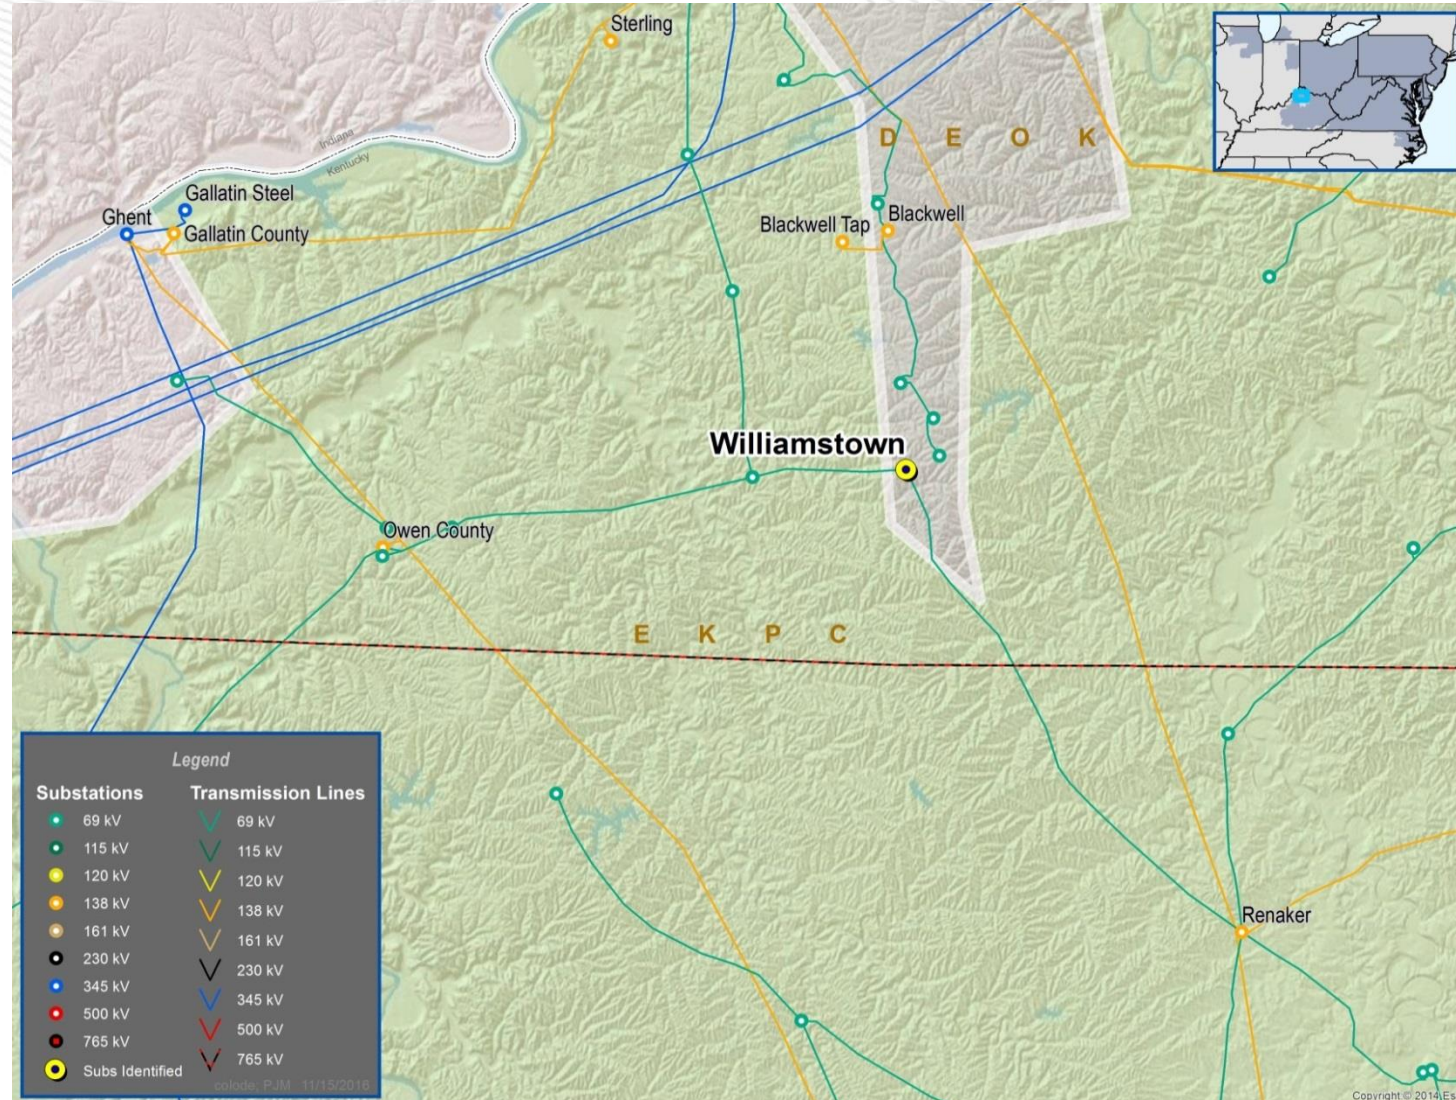 Sterling
D E O K
Indiana
Kentucky
Gallatin Steel
Ghent
Gallatin County
Blackwell
Blackwell Tap
Williamstown
Owen County
E K P C
Renaker
Legend
Substations
69 kV
115 kV
120 kV
138 kV
161 kV
230 kV
345 kV
500 kV
765 kV
Subs Identified
Transmission Lines
69 kV
115 kV
120 kV
138 kV
161 kV
230 kV
345 kV
500 kV
765 kV
colode, PJM 11/15/2016
Copyright © 2014 Es